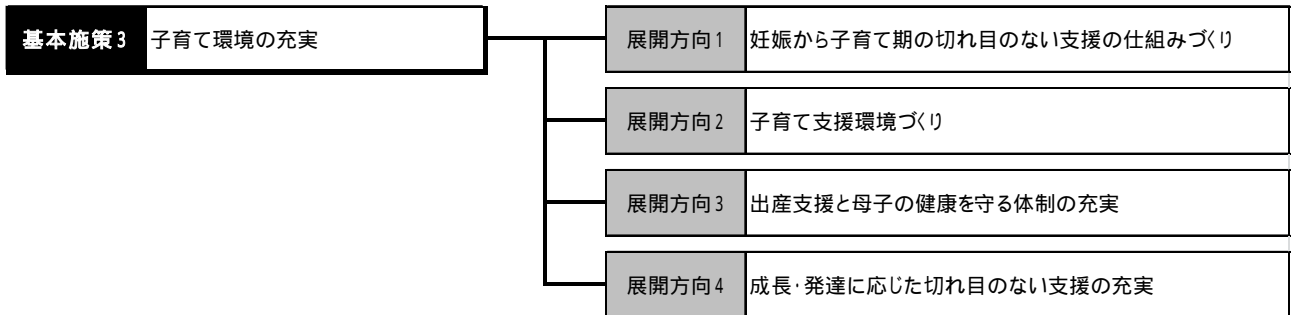 基本施策3 子育て環境の充実
展開方向1 妊娠から子育て期の切れ目のない支援の仕組みづくり
展開方向2 子育て支援環境づくり
展開方向3 出産支援と母子の健康を守る体制の充実
展開方向4 成長・発達に応じた切れ目のない支援の充実